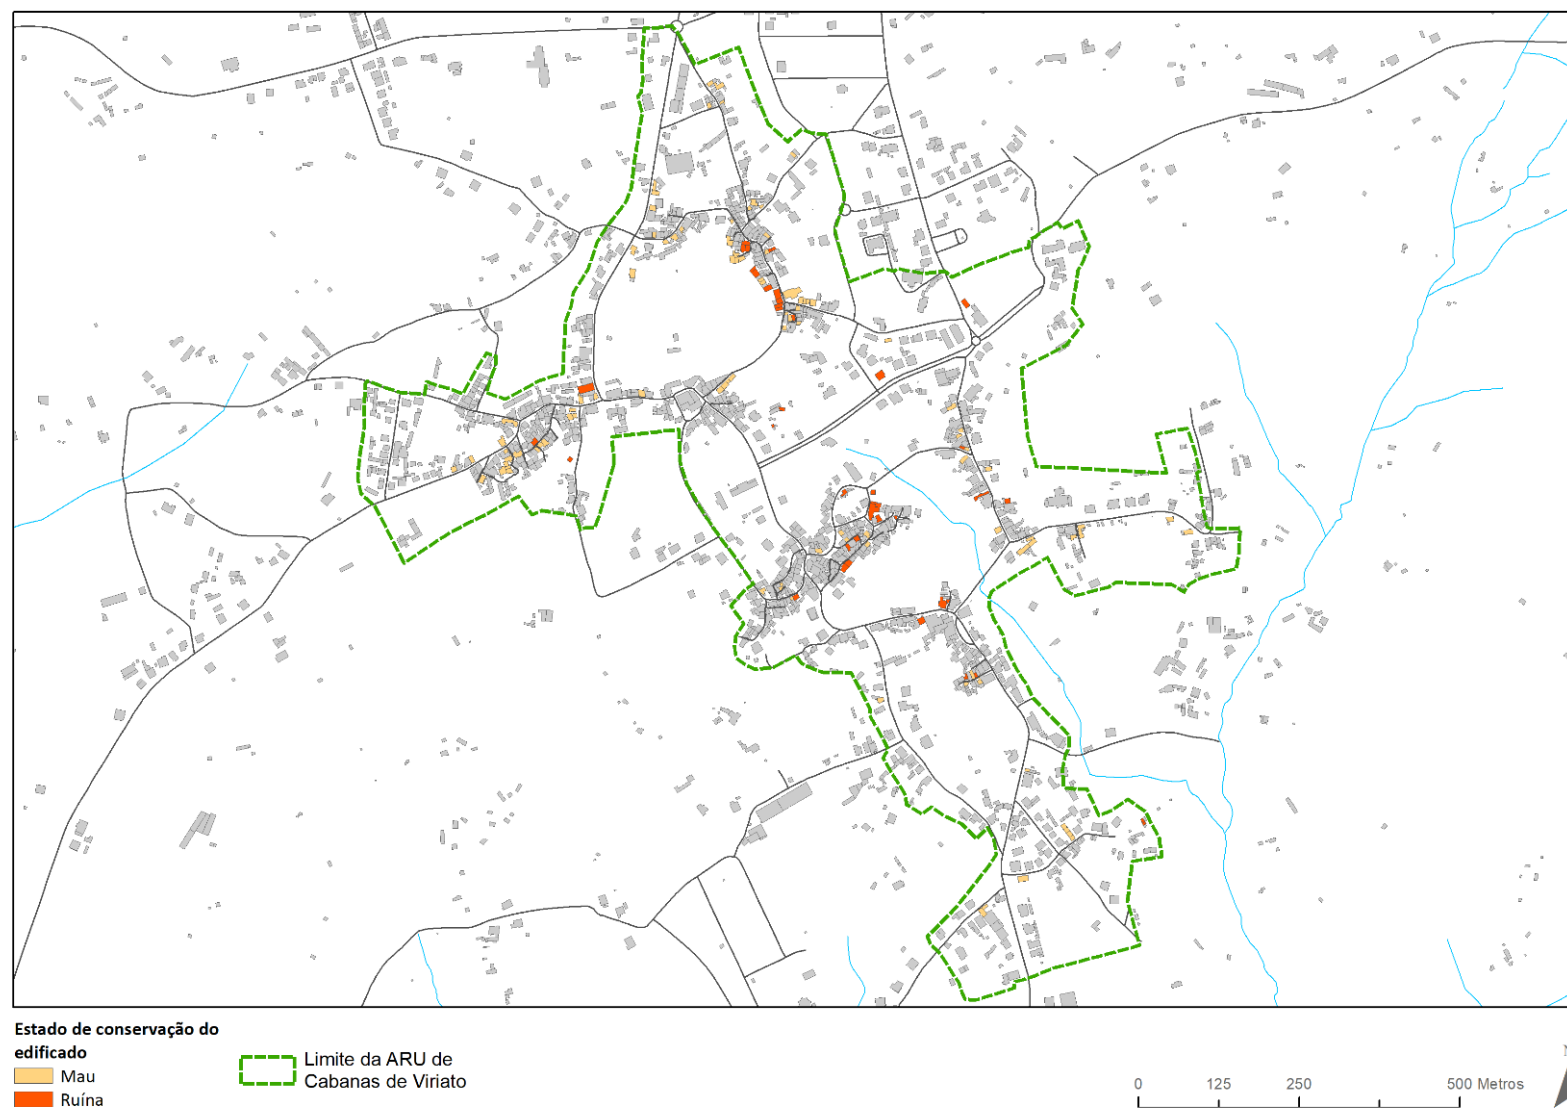 Estado de conservação do
edificado
Mau
Ruína
Limite da ARU de
Cabanas de Viriato
0 125 250 500 Metros